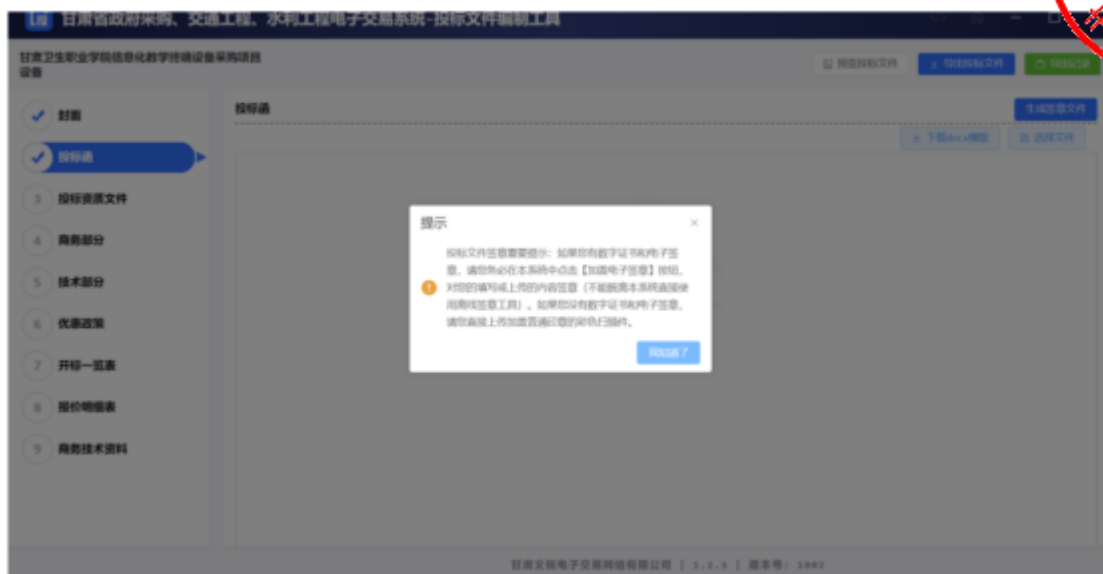 甘肃省政府采购、交通工程、水利工程电子交易系统-投标文件编制工具
甘肃卫生职业学院信息化教学终端设备采购项目
设备
预览投标文件
导出投标文件
导出记录
封面
投标函
投标资质文件
商务部分
技术部分
优惠政策
开标一览表
报价明细表
商务技术资料
投标函
生成签章文件
下载docx模版
选择文件
提示
投标文件签章重要提示：如果您有数字证书和电子签
章，请您务必在本系统中点击【加盖电子签章】按钮，
对您的填写或上传的内容签章（不能脱离本系统直接使
用离线签章工具）。如果您没有数字证书和电子签章，
请您直接上传加盖普通印章的彩色扫描件。
我知道了
甘肃文锐电子交易网络有限公司 | 1.2.3 | 版本号: 1002